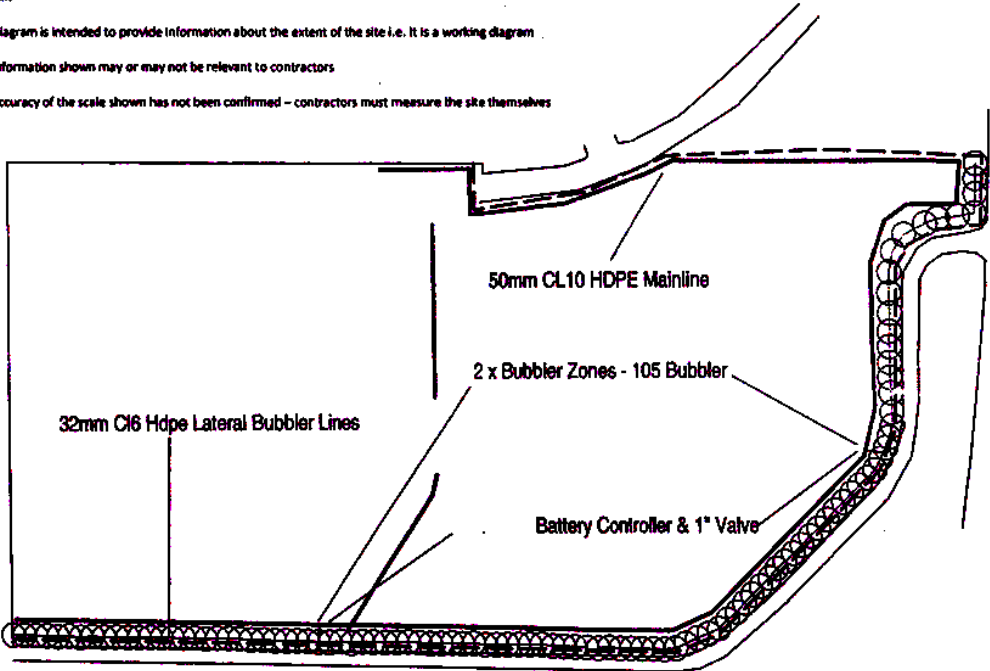 diagram is intended to provide information about the extent of the site i.e. it is a working diagram
nformation shown may or may not be relevant to contractors
ccuracy of the scale shown has not been confirmed – contractors must measure the site themselves
50mm CL10 HDPE Mainline
2 x Bubbler Zones - 105 Bubbler
32mm Cl6 Hdpe Lateral Bubbler Lines
Battery Controller & 1" Valve